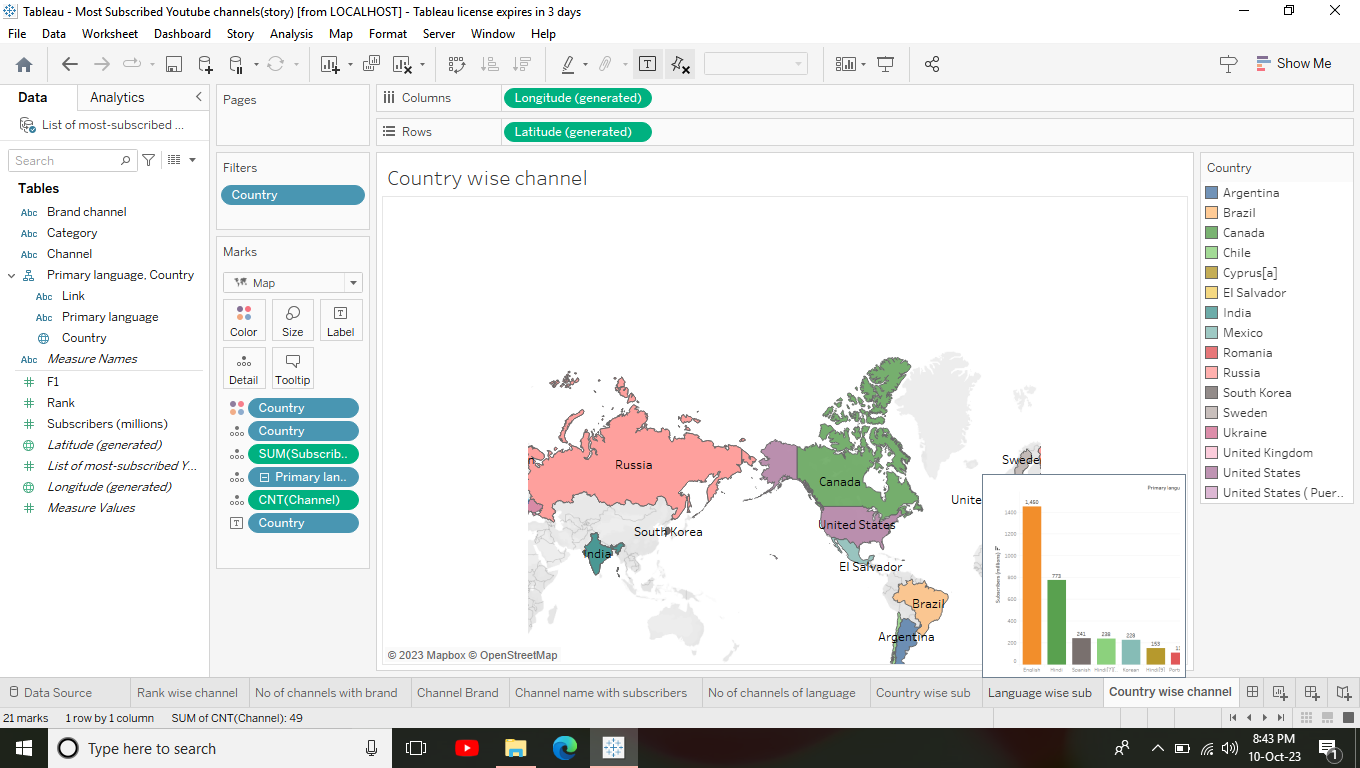 Tableau - Most Subscribed Youtube channels(story) [from LOCALHOST] - Tableau license expires in 3 days
File Data Worksheet Dashboard Story Analysis Map Format Server Window Help
Show Me
Data Analytics
List of most-subscribed ...
Search
Tables
Abc Brand channel
Abc Category
Abc Channel
Primary language, Country
Abc Link
Abc Primary language
Country
Abc Measure Names
# F1
# Rank
# Subscribers (millions)
Latitude (generated)
# List of most-subscribed Y...
Longitude (generated)
# Measure Values
Pages
Filters
Country
Marks
Map
Color Size Label
Detail Tooltip
Country
Country
SUM(Subscrib..
Primary lan..
CNT(Channel)
Country
Columns Longitude (generated)
Rows Latitude (generated)
Country wise channel
Russia
South Korea
India
Canada
United States
El Salvador
Brazil
Argentina
Swede
Unite
© 2023 Mapbox © OpenStreetMap
Primary langu
Subscribers (millions)
1400
1200
1000
800
600
400
200
0
1,450
773
241
238
228
153
English Hindi Spanish Hindi[7].. Korean Hindi[9] Port
Country
Argentina
Brazil
Canada
Chile
Cyprus[a]
El Salvador
India
Mexico
Romania
Russia
South Korea
Sweden
Ukraine
United Kingdom
United States
United States ( Puer..
Data Source Rank wise channel No of channels with brand Channel Brand Channel name with subscribers No of channels of language Country wise sub Language wise sub Country wise channel
21 marks 1 row by 1 column SUM of CNT(Channel): 49
Type here to search
8:43 PM
10-Oct-23
1